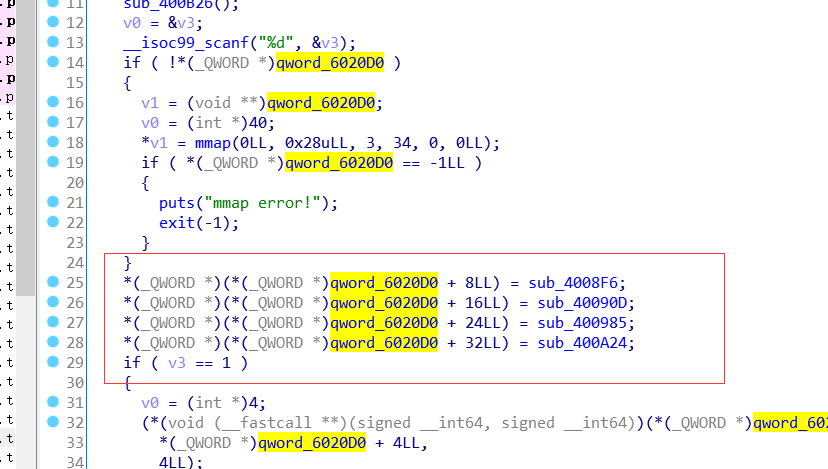 .p 11 sub_400B26();
.p 12 v0 = &v3;
.p 13 __isoc99_scanf("%d", &v3);
.p 14 if ( !*(_QWORD *)qword_6020D0 )
.p 15 {
.p 16 v1 = (void **)qword_6020D0;
.t 17 v0 = (int *)40;
.t 18 *v1 = mmap(0LL, 0x28uLL, 3, 34, 0, 0LL);
.t 19 if ( *(_QWORD *)qword_6020D0 == -1LL )
.t 20 {
.t 21 puts("mmap error!");
.t 22 exit(-1);
.t 23 }
.t 24 }
.t 25 *(_QWORD *)(*(_QWORD *)qword_6020D0 + 8LL) = sub_4008F6;
.t 26 *(_QWORD *)(*(_QWORD *)qword_6020D0 + 16LL) = sub_40090D;
.t 27 *(_QWORD *)(*(_QWORD *)qword_6020D0 + 24LL) = sub_400985;
.t 28 *(_QWORD *)(*(_QWORD *)qword_6020D0 + 32LL) = sub_400A24;
.t 29 if ( v3 == 1 )
.t 30 {
.t 31 v0 = (int *)4;
.t 32 (*(void (__fastcall **)(signed __int64, signed __int64))(*(_QWORD *)qword_602
.t 33 *(_QWORD *)qword_6020D0 + 4LL,
.t 34 4LL);